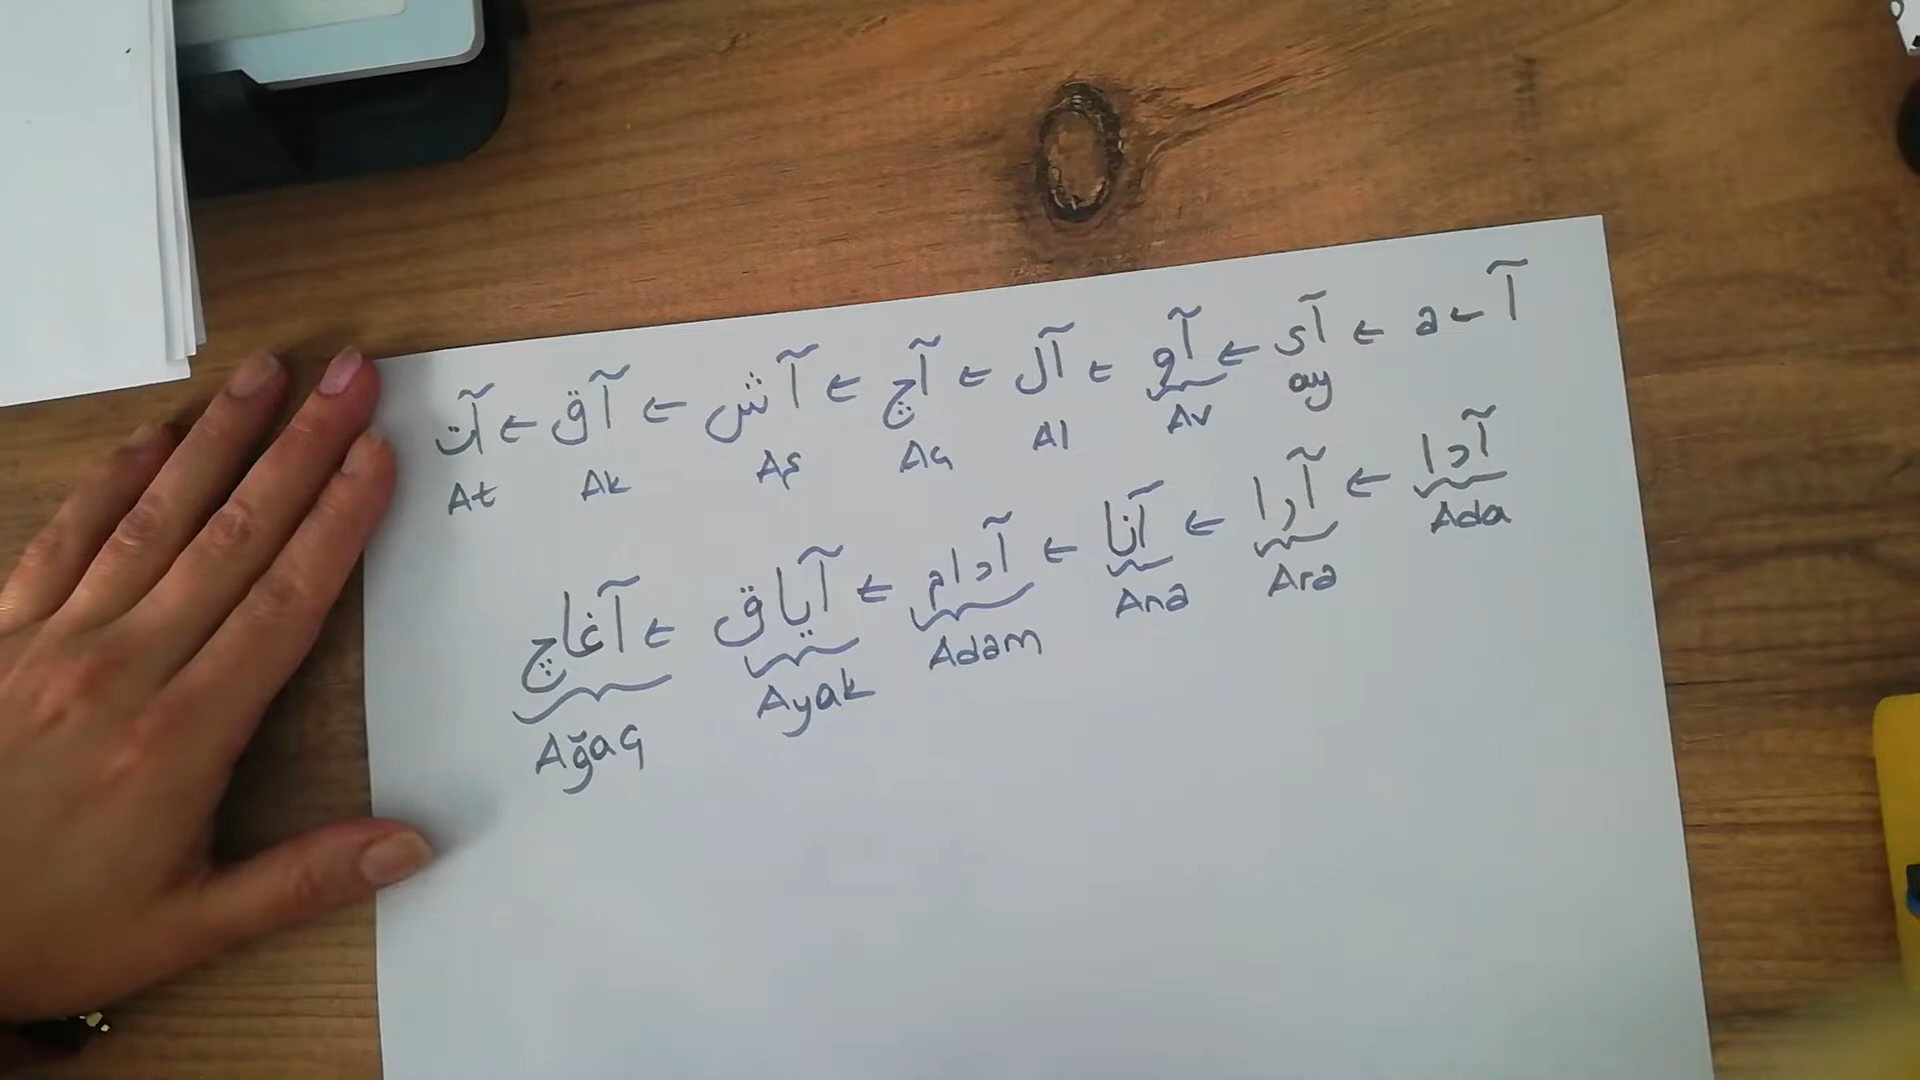 آ ← a ← آی ← آو ← آل ← آچ ← آش ← آق ← آت
ay Av Al Aç Aş Ak At
آدا ← آرا ← آنا ← آدام ← آیاق ← آغاچ
Ada Ara Ana Adam Ayak Ağaç